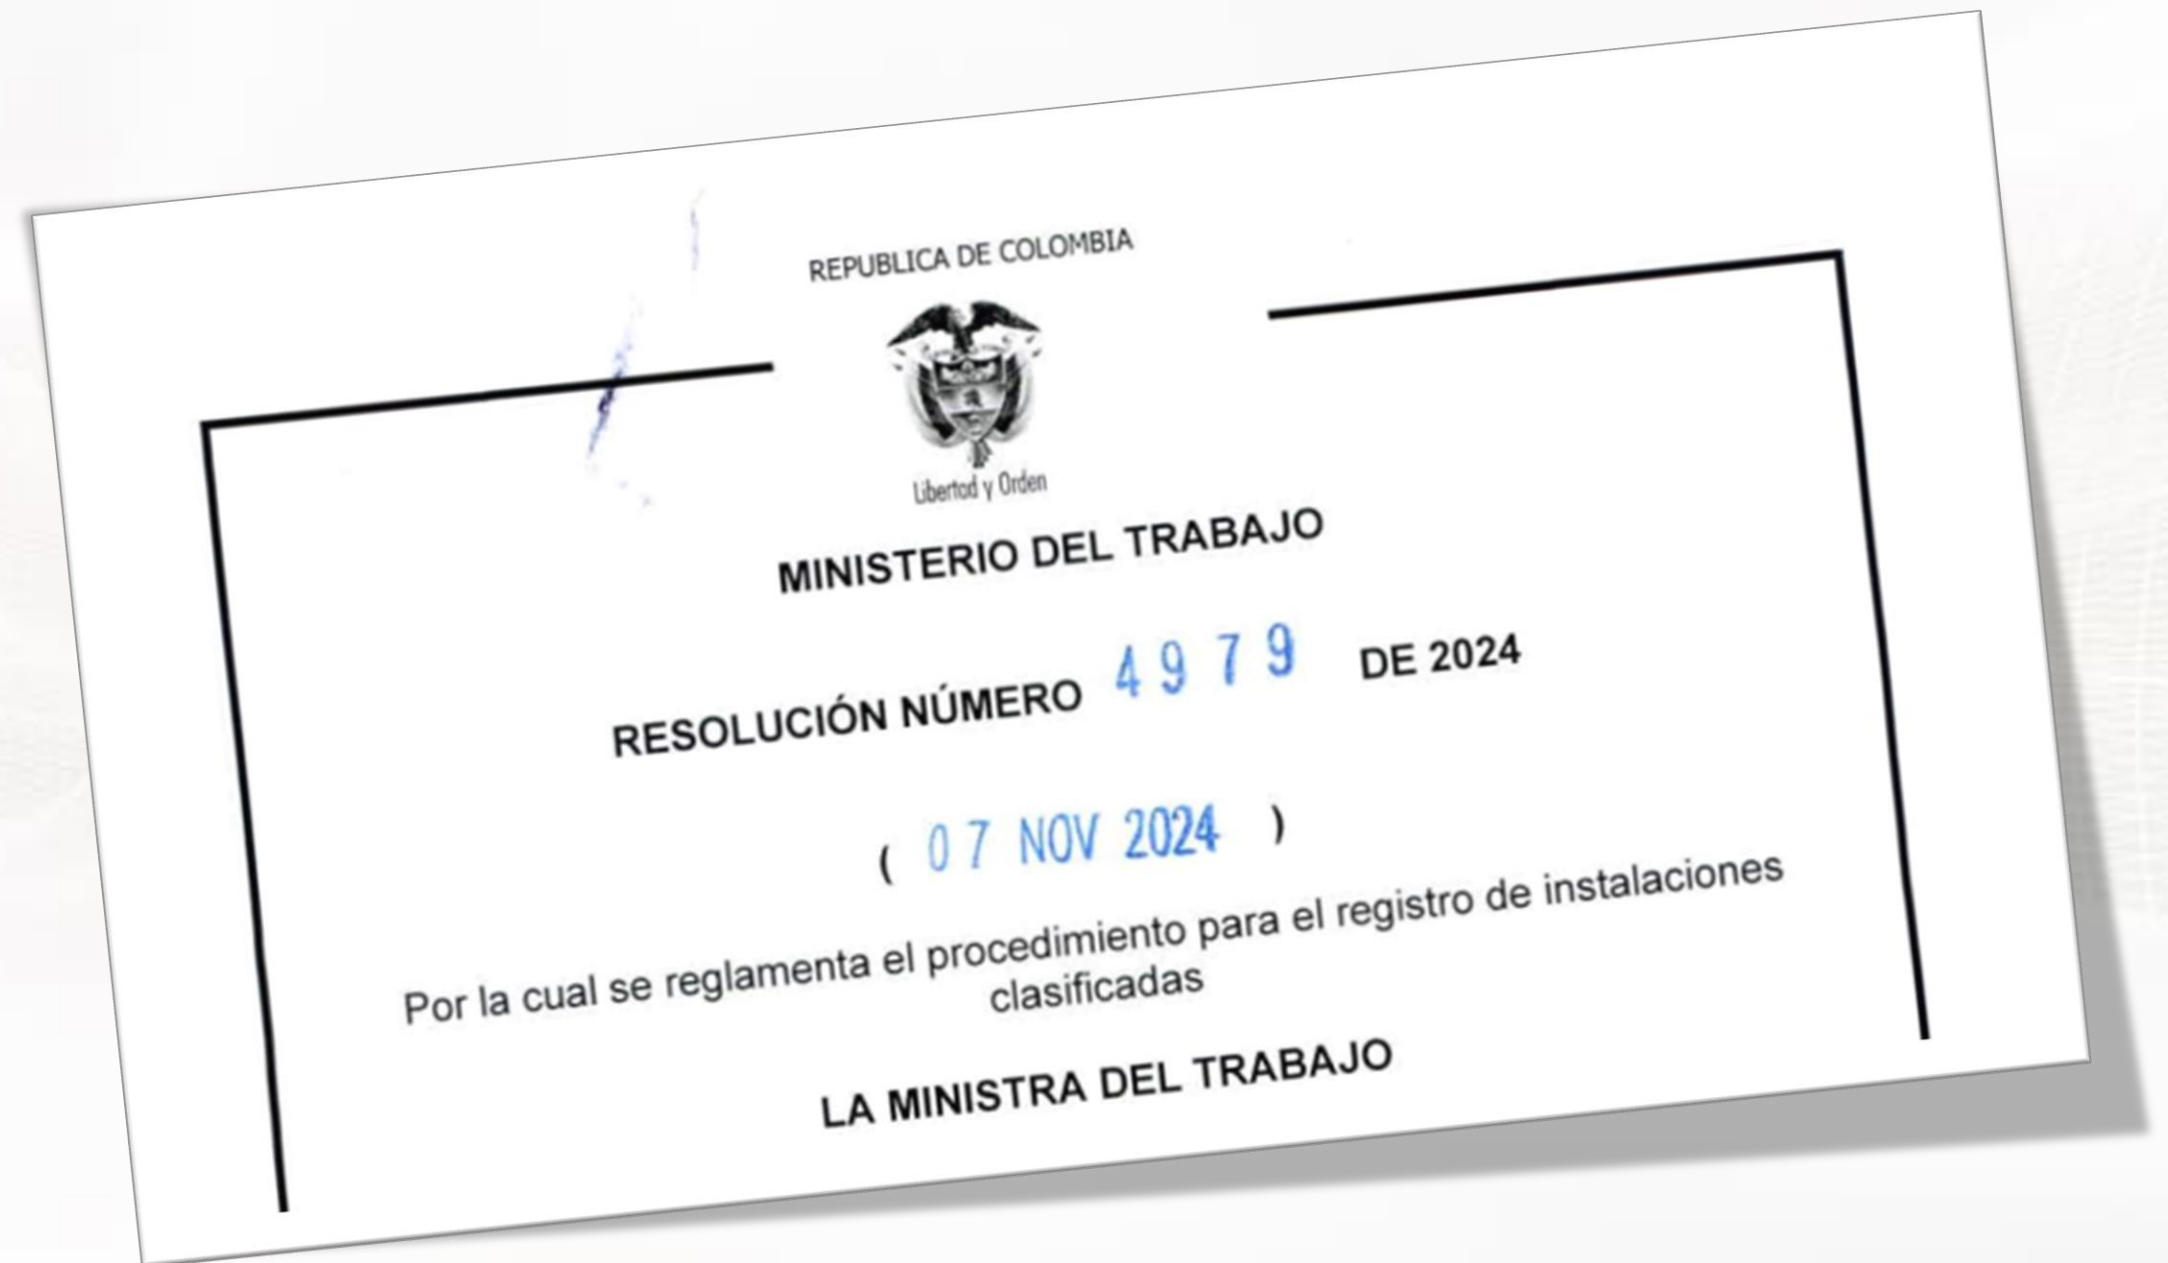 REPUBLICA DE COLOMBIA
Libertad y Orden
MINISTERIO DEL TRABAJO
RESOLUCIÓN NÚMERO 4979 DE 2024
( 07 NOV 2024 )
Por la cual se reglamenta el procedimiento para el registro de instalaciones
clasificadas
LA MINISTRA DEL TRABAJO